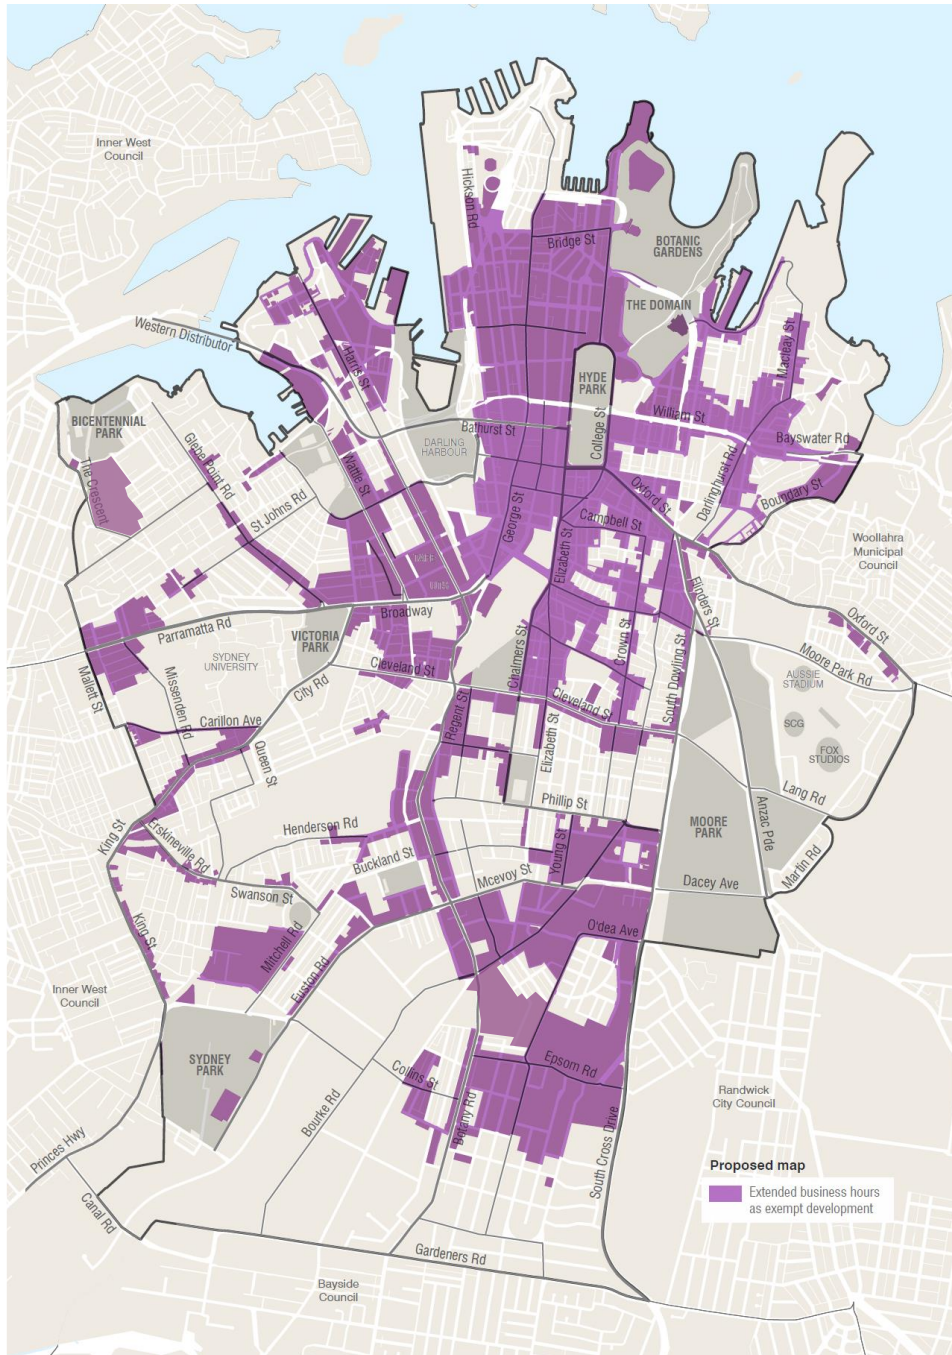 Inner West
Council
Hickson Rd
Bridge St
BOTANIC
GARDENS
THE DOMAIN
Western Distributor
Harris St
HYDE
PARK
Macleay St
BICENTENNIAL
PARK
William St
College St
Bathurst St
Bayswater Rd
DARLING
HARBOUR
Glebe Point Rd
The Crescent
Wattle St
Darlinghurst Rd
Boundary St
Oxford St
St Johns Rd
George St
Campbell St
Elizabeth St
Woollahra
Municipal
Council
Flinders St
Broadway
Parramatta Rd
VICTORIA
PARK
Oxford St
Crown St
Moore Park Rd
SYDNEY
UNIVERSITY
Chalmers St
South Dowling St
Cleveland St
Mallett St
Missenden Rd
City Rd
AUSSIE
STADIUM
Carillon Ave
Regent St
Cleveland St
SCG
Queen St
Elizabeth St
FOX
STUDIOS
Phillip St
Lang Rd
King St
Erskineville Rd
Henderson Rd
MOORE
PARK
Anzac Pde
Young St
Buckland St
Martin Rd
Mcevoy St
Dacey Ave
Swanson St
King St
Mitchell Rd
O'dea Ave
Euston Rd
Inner West
Council
SYDNEY
PARK
Epsom Rd
Collins St
Randwick
City Council
Bourke Rd
Botany Rd
Princes Hwy
South Cross Drive
Proposed map
Extended business hours
as exempt development
Canal Rd
Gardeners Rd
Bayside
Council